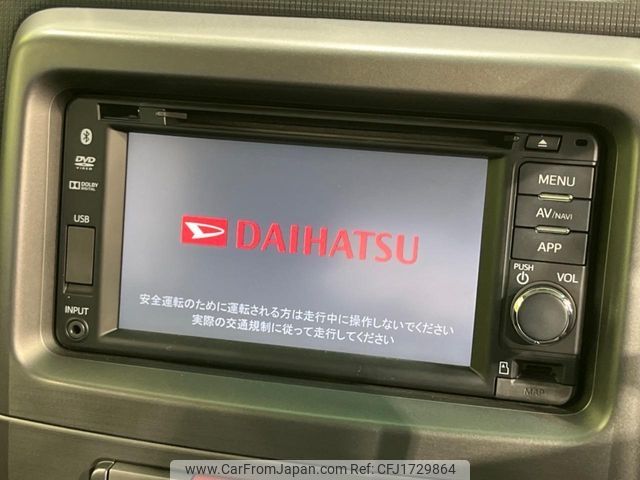 DVD
VIDEO
DOLBY
DIGITAL
USB
INPUT
DAIHATSU
安全運転のために運転される方は走行中に操作しないでください
実際の交通規制に従って走行してください
MENU
AV/NAVI
APP
PUSH
VOL
MAP
www.CarFromJapan.com Ref: CFJ1729864